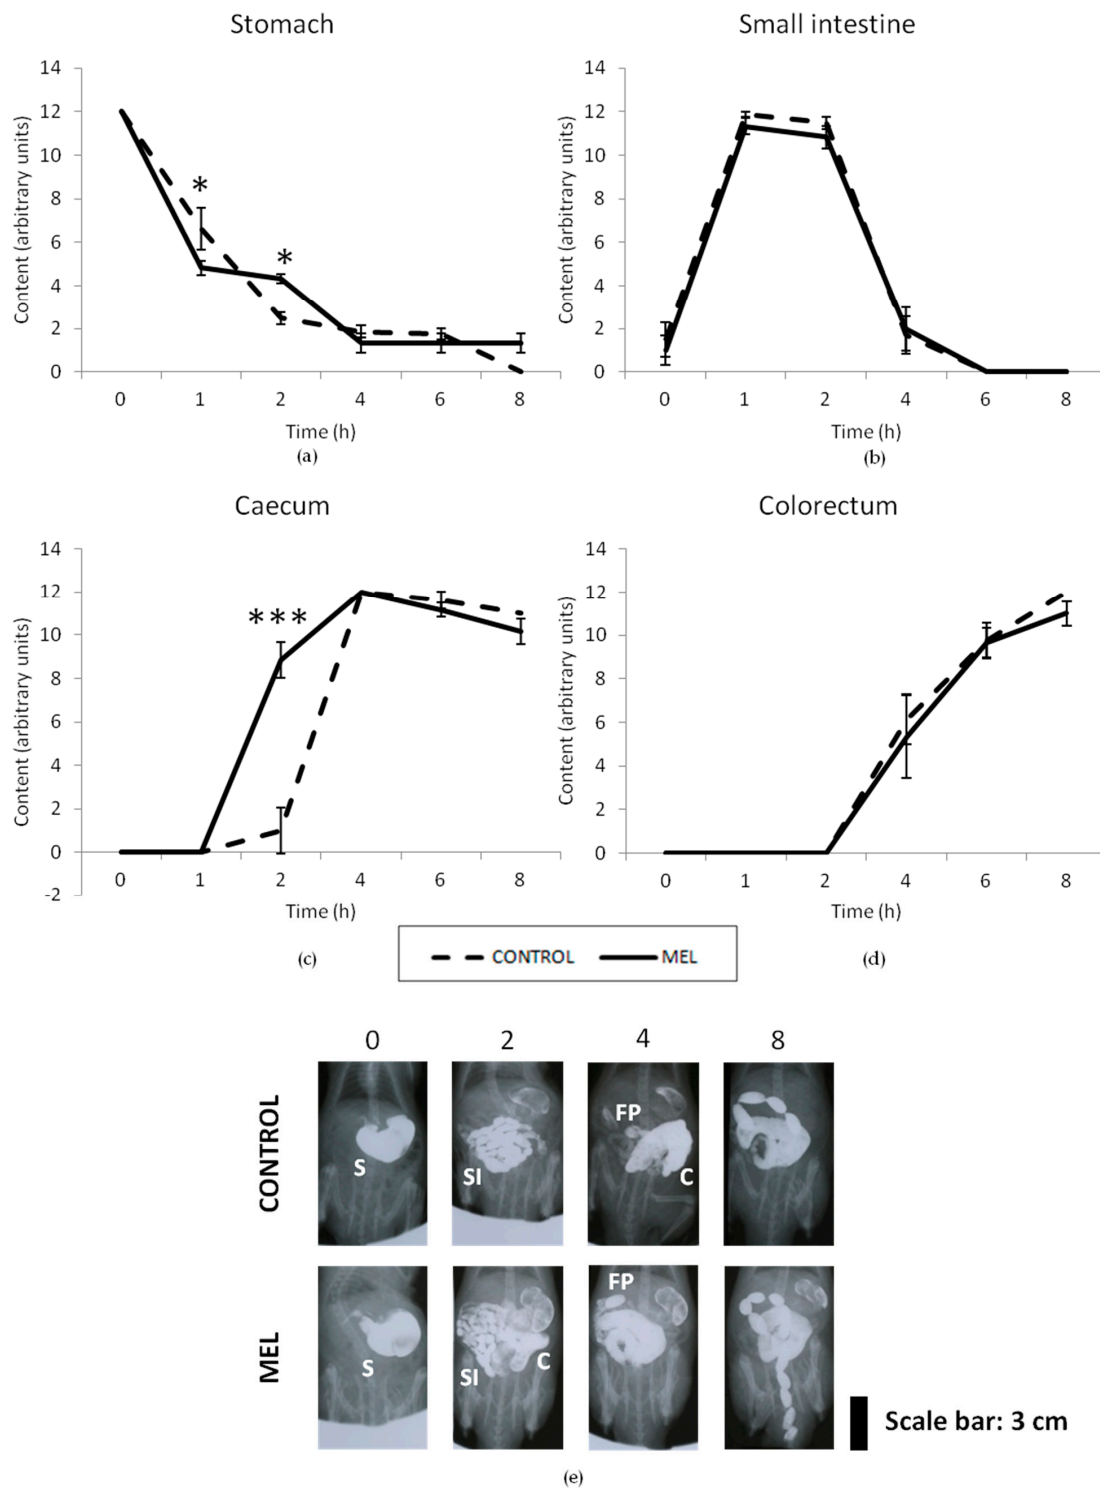 Stomach
Small intestine
Content (arbitrary units)
14
12
10
8
6
4
2
0
*
*
0 1 2 4 6 8
Time (h)
(a)
Content (arbitrary units)
14
12
10
8
6
4
2
0
0 1 2 4 6 8
Time (h)
(b)
Caecum
Colorectum
Content (arbitrary units)
14
12
10
8
6
4
2
0
-2
***
0 1 2 4 6 8
Time (h)
(c)
Content (arbitrary units)
14
12
10
8
6
4
2
0
0 1 2 4 6 8
Time (h)
(d)
CONTROL MEL
0 2 4 8
CONTROL
S
SI
FP
C
MEL
S
SI
C
FP
Scale bar: 3 cm
(e)